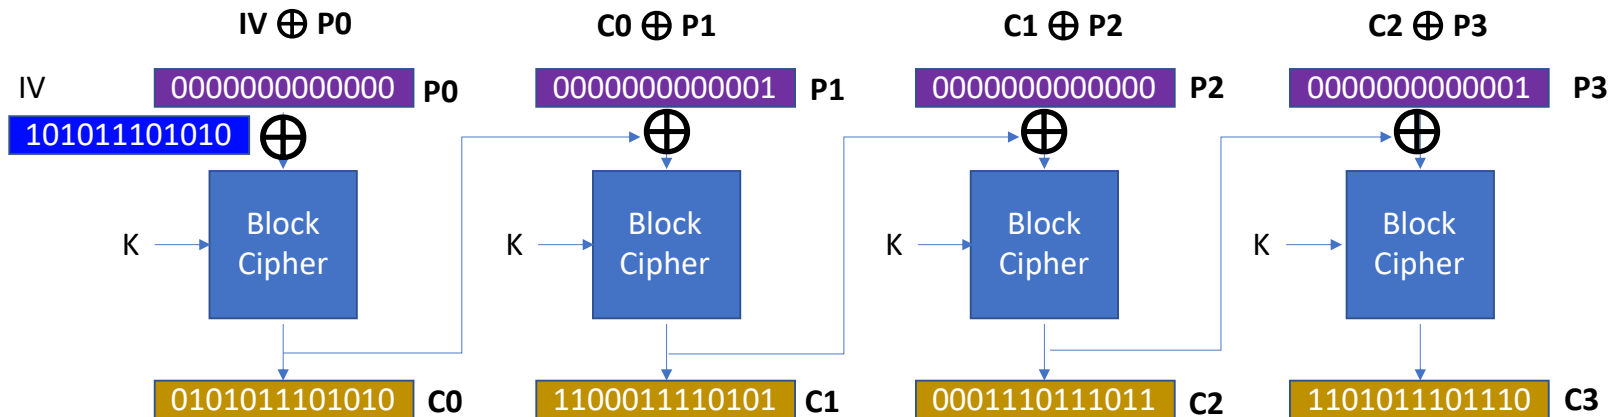 IV ⊕ P0
C0 ⊕ P1
C1 ⊕ P2
C2 ⊕ P3
IV
0000000000000 P0
0000000000001 P1
0000000000000 P2
0000000000001 P3
101011101010
K
Block
Cipher
K
Block
Cipher
K
Block
Cipher
K
Block
Cipher
0101011101010 C0
1100011110101 C1
0001110111011 C2
1101011101110 C3